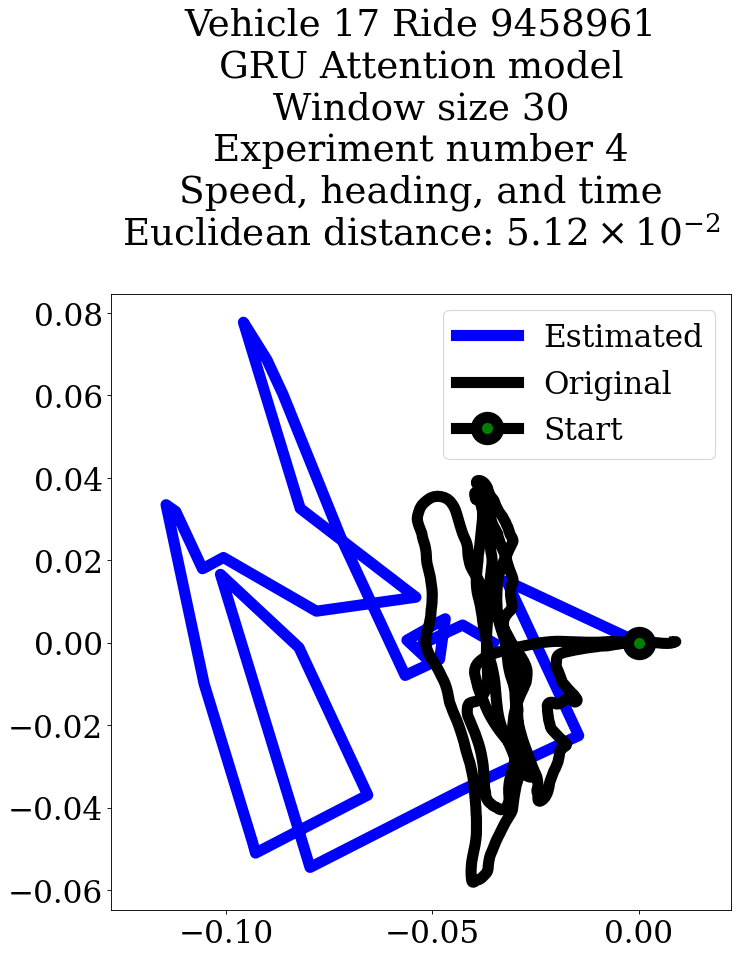 Vehicle 17 Ride 9458961
GRU Attention model
Window size 30
Experiment number 4
Speed, heading, and time
Euclidean distance: 5.12 × 10⁻²
Estimated
Original
Start
0.08
0.06
0.04
0.02
0.00
−0.02
−0.04
−0.06
−0.10
−0.05
0.00